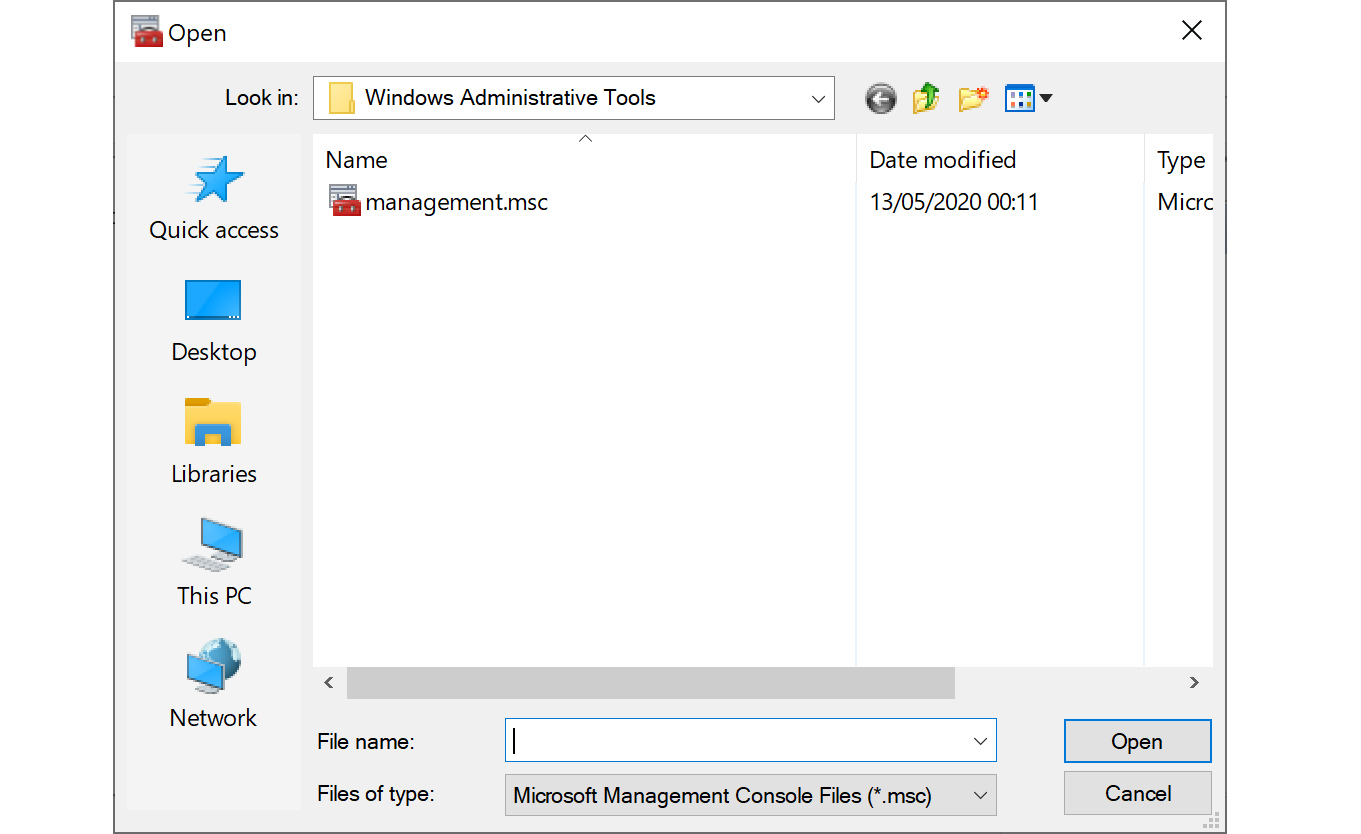 Open
Look in: Windows Administrative Tools
Name Date modified Type
management.msc 13/05/2020 00:11 Micro
Quick access
Desktop
Libraries
This PC
Network
File name: Open
Files of type: Microsoft Management Console Files (*.msc) Cancel